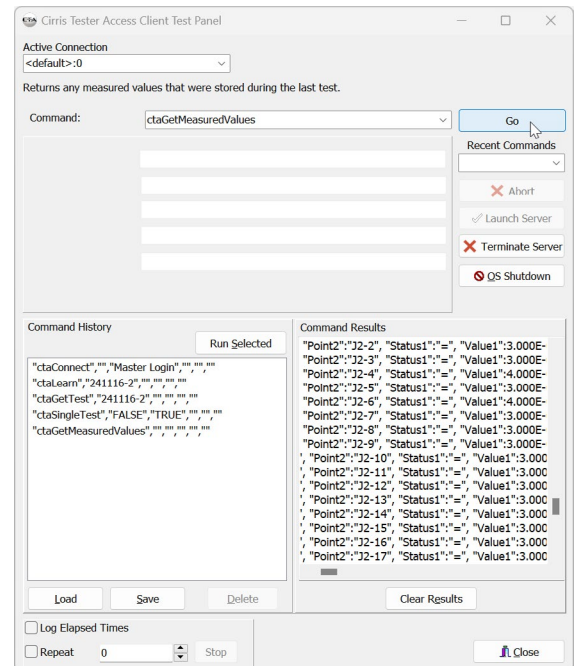 CTA Cirris Tester Access Client Test Panel
Active Connection
<default>:0
Returns any measured values that were stored during the last test.
Command: ctaGetMeasuredValues
Go
Recent Commands
Abort
Launch Server
Terminate Server
OS Shutdown
Command History
Run Selected
"ctaConnect","","Master Login","","",""
"ctaLearn","241116-2","","","",""
"ctaGetTest","241116-2","","","",""
"ctaSingleTest","FALSE","TRUE","","",""
"ctaGetMeasuredValues","","","","",""
Load Save Delete
Command Results
"Point2":"J2-2", "Status1":"=", "Value1":3.000E-
"Point2":"J2-3", "Status1":"=", "Value1":3.000E-
"Point2":"J2-4", "Status1":"=", "Value1":4.000E-
"Point2":"J2-5", "Status1":"=", "Value1":3.000E-
"Point2":"J2-6", "Status1":"=", "Value1":4.000E-
"Point2":"J2-7", "Status1":"=", "Value1":3.000E-
"Point2":"J2-8", "Status1":"=", "Value1":3.000E-
"Point2":"J2-9", "Status1":"=", "Value1":3.000E-
', "Point2":"J2-10", "Status1":"=", "Value1":3.000
', "Point2":"J2-11", "Status1":"=", "Value1":3.000
', "Point2":"J2-12", "Status1":"=", "Value1":3.000
', "Point2":"J2-13", "Status1":"=", "Value1":3.000
', "Point2":"J2-14", "Status1":"=", "Value1":3.000
', "Point2":"J2-15", "Status1":"=", "Value1":3.000
', "Point2":"J2-16", "Status1":"=", "Value1":3.000
', "Point2":"J2-17", "Status1":"=", "Value1":3.000
Clear Results
Log Elapsed Times
Repeat 0 Stop
Close